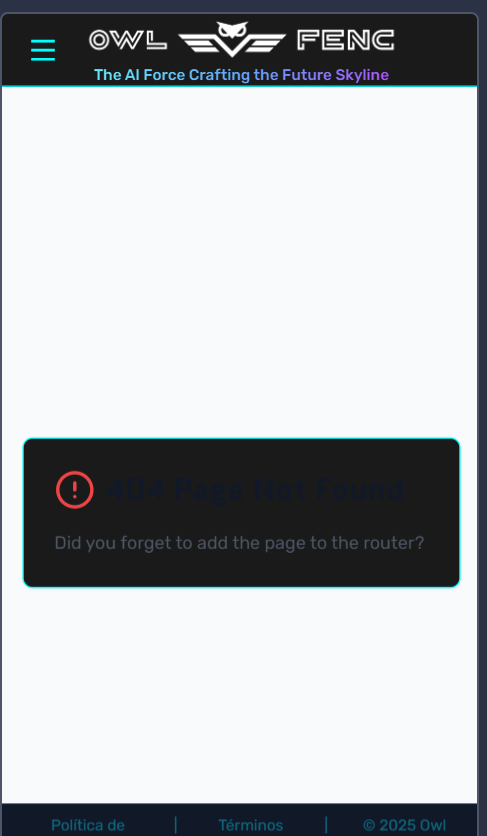 OWL FENC
The AI Force Crafting the Future Skyline
404 Page Not Found
Did you forget to add the page to the router?
Política de | Términos | © 2025 Owl